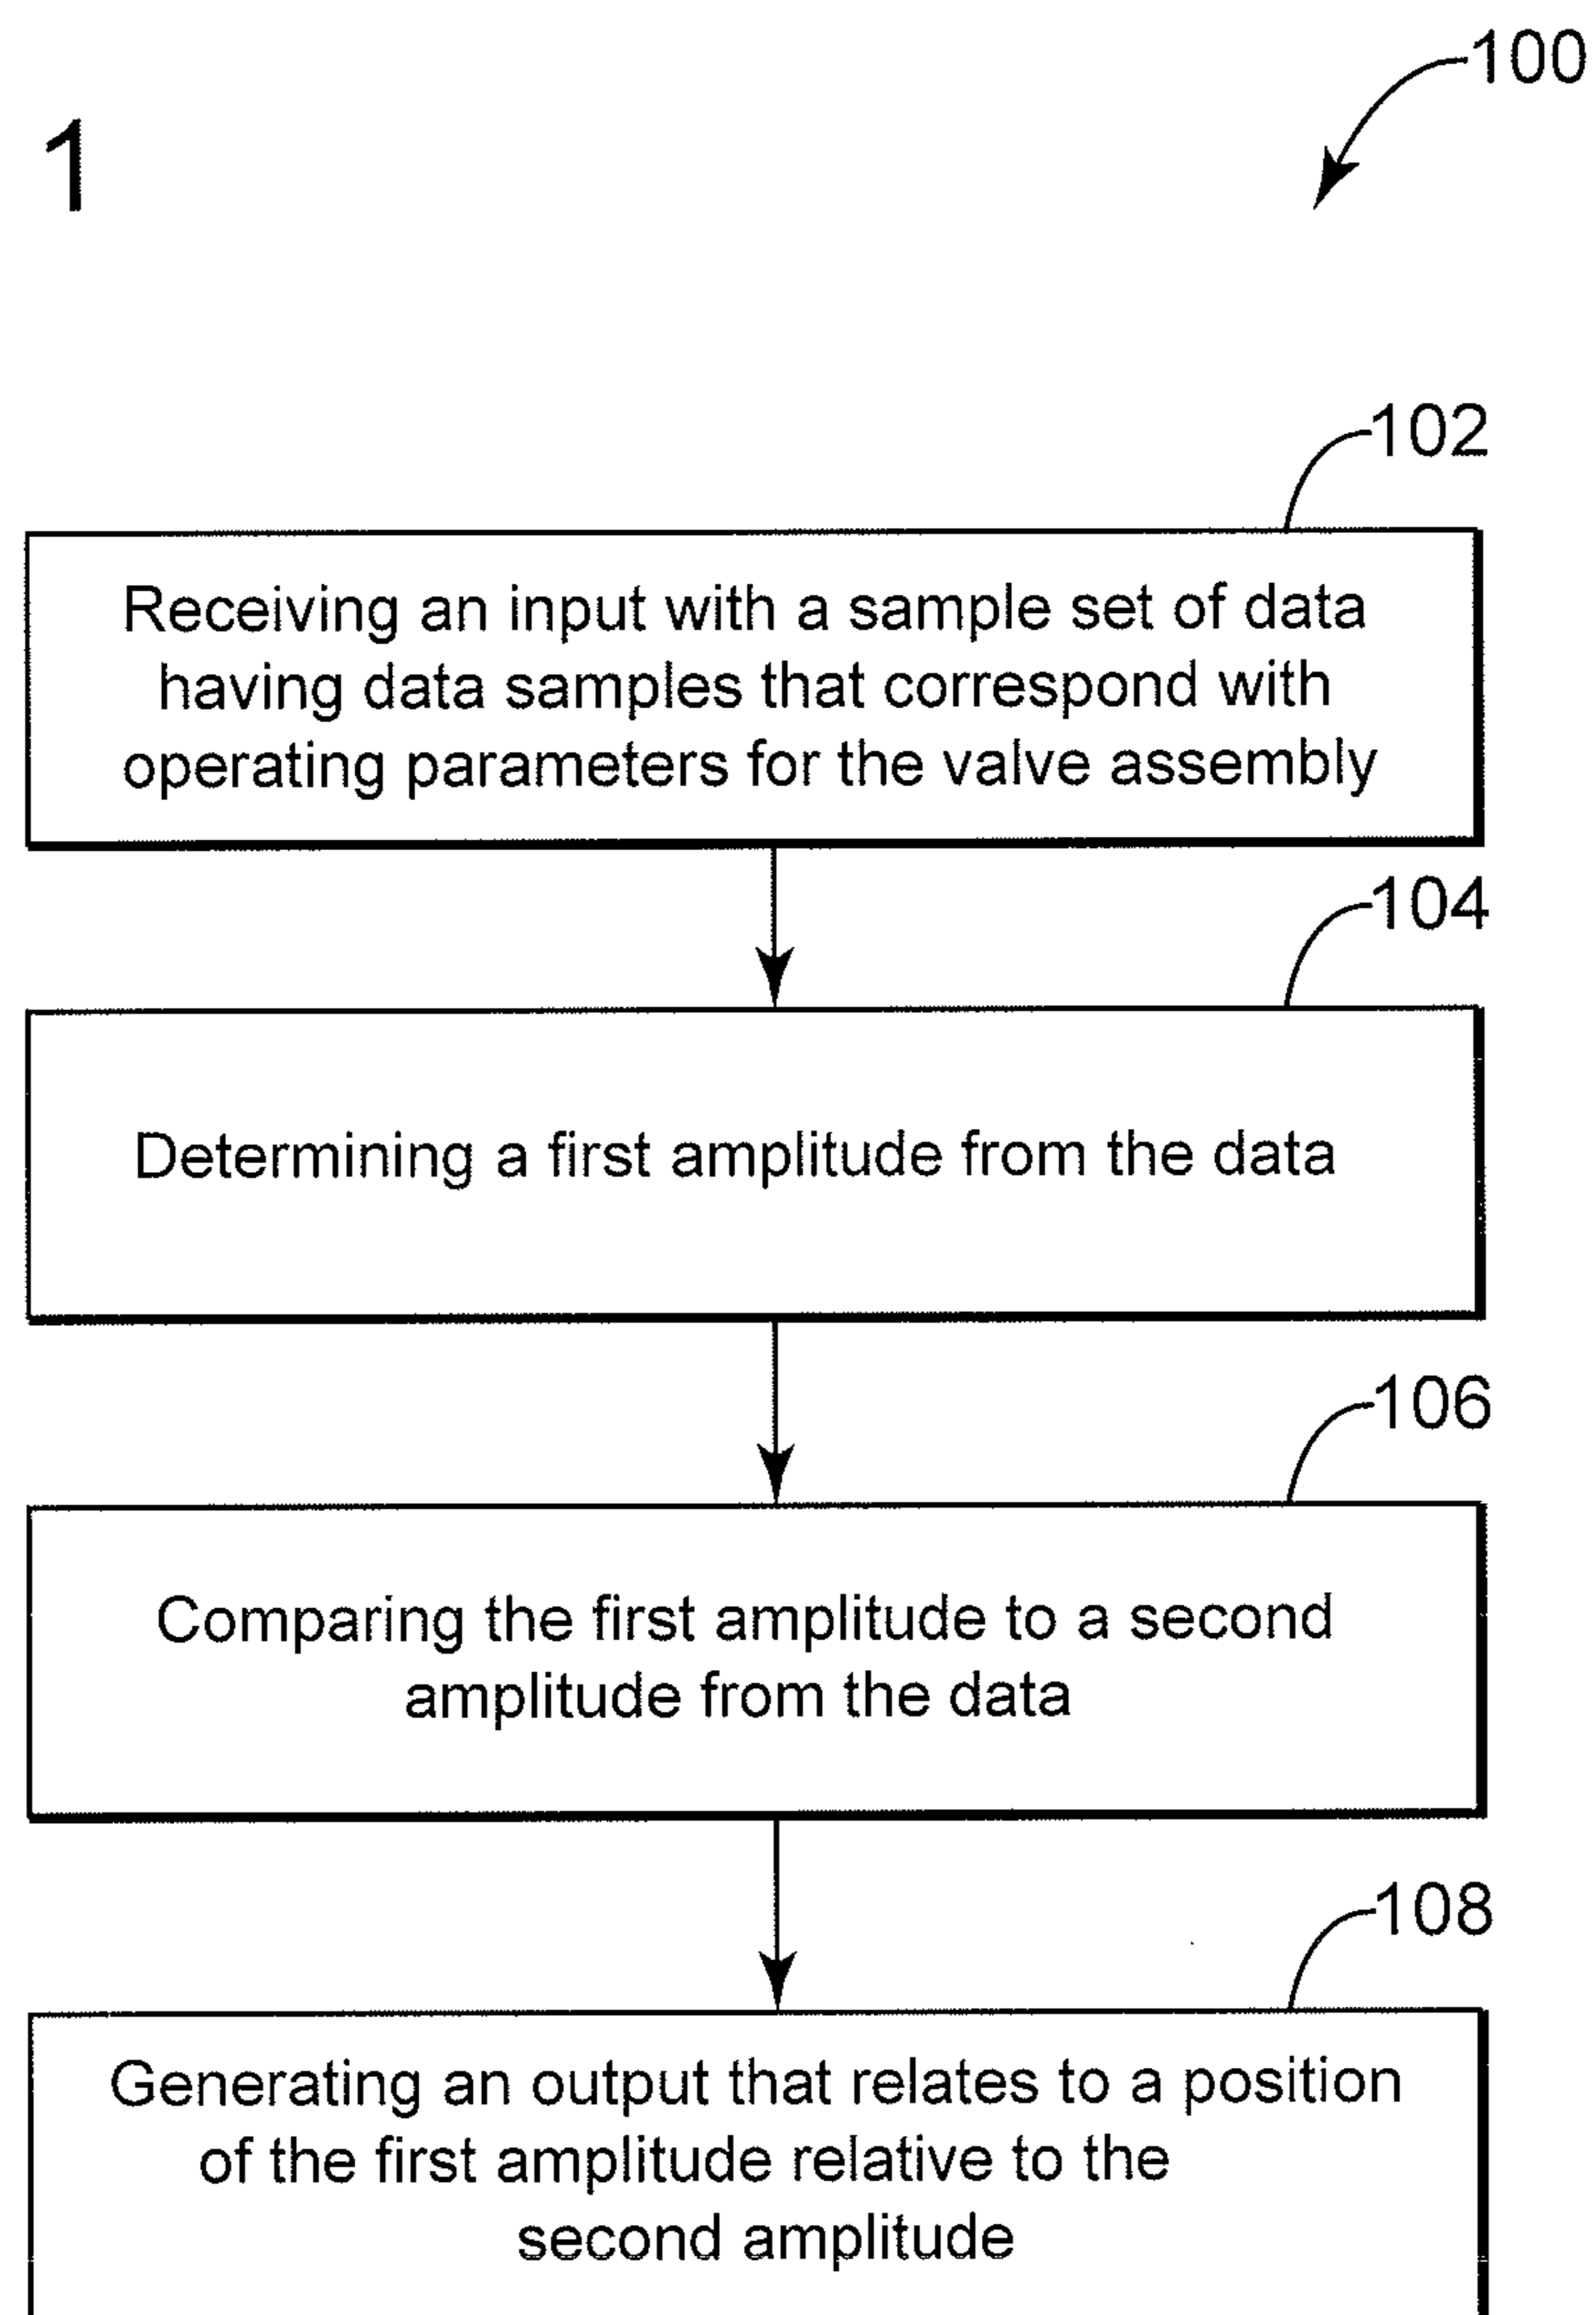 100
1
102
Receiving an input with a sample set of data
having data samples that correspond with
operating parameters for the valve assembly
104
Determining a first amplitude from the data
106
Comparing the first amplitude to a second
amplitude from the data
108
Generating an output that relates to a position
of the first amplitude relative to the
second amplitude